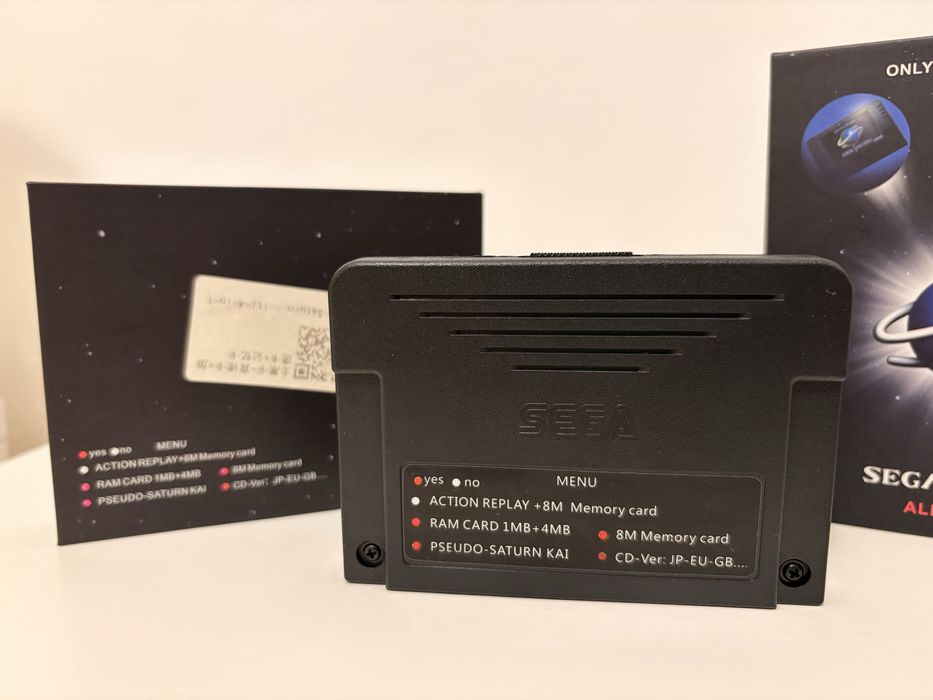 ONLY
SEGA
yes no MENU
ACTION REPLAY +8M Memory card
RAM CARD 1MB+4MB
8M Memory card
PSEUDO-SATURN KAI
CD-Ver: JP-EU-GB....
yes no MENU
ACTION REPLAY+8M Memory card
RAM CARD 1MB+4MB
8M Memory card
PSEUDO-SATURN KAI
CD-Ver: JP-EU-GB....
SEGA
AL